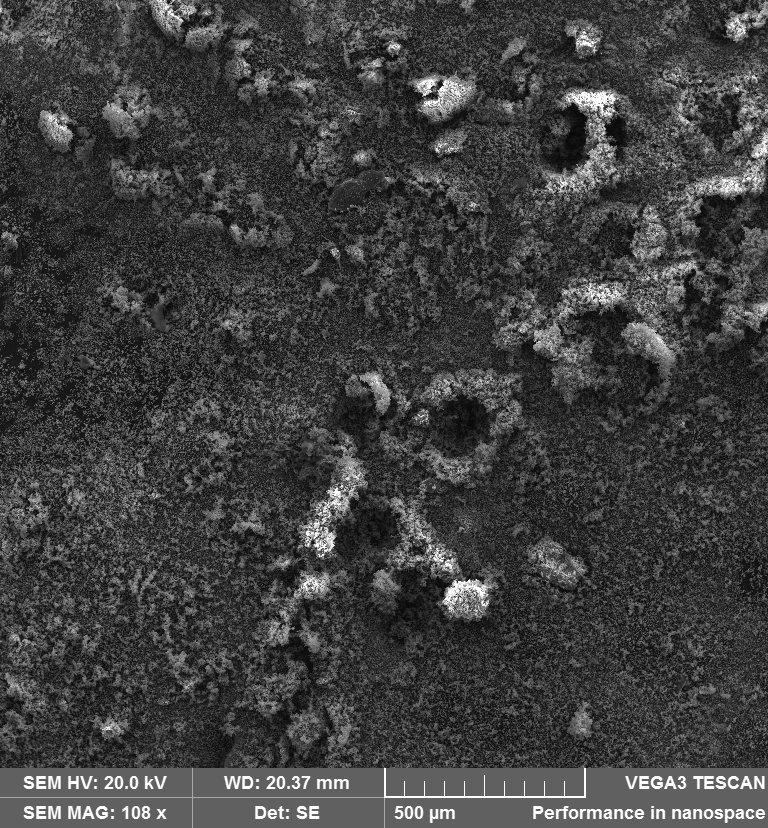 SEM HV: 20.0 kV WD: 20.37 mm VEGA3 TESCAN
SEM MAG: 108 x Det: SE 500 µm Performance in nanospace